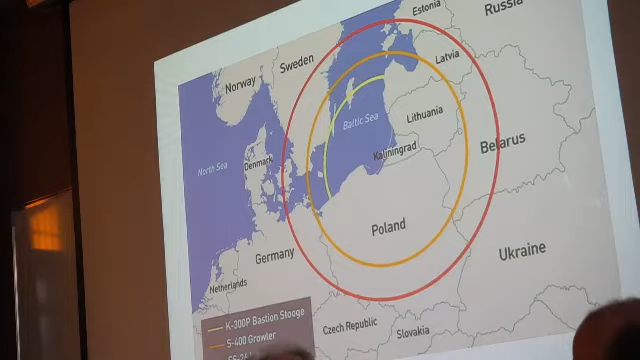 Estonia
Russia
Sweden
Norway
Latvia
Lithuania
Baltic Sea
North Sea
Denmark
Kaliningrad
Belarus
Poland
Germany
Ukraine
Netherlands
Czech Republic
Slovakia
K-300P Bastion Stooge
S-400 Growler